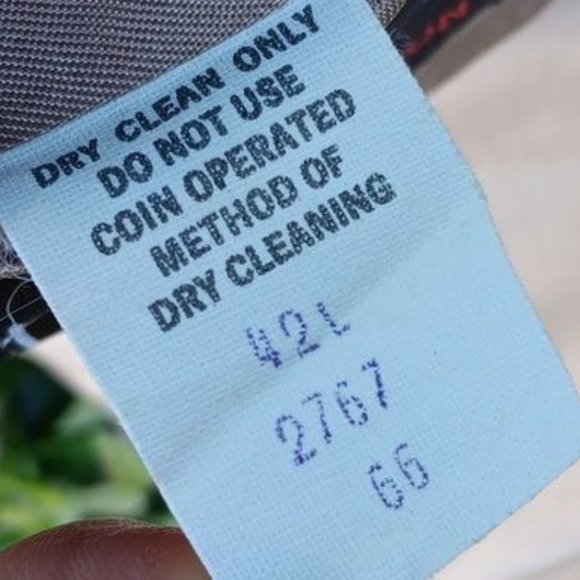 DRY CLEAN ONLY
DO NOT USE
COIN OPERATED
METHOD OF
DRY CLEANING
42L
2767
66